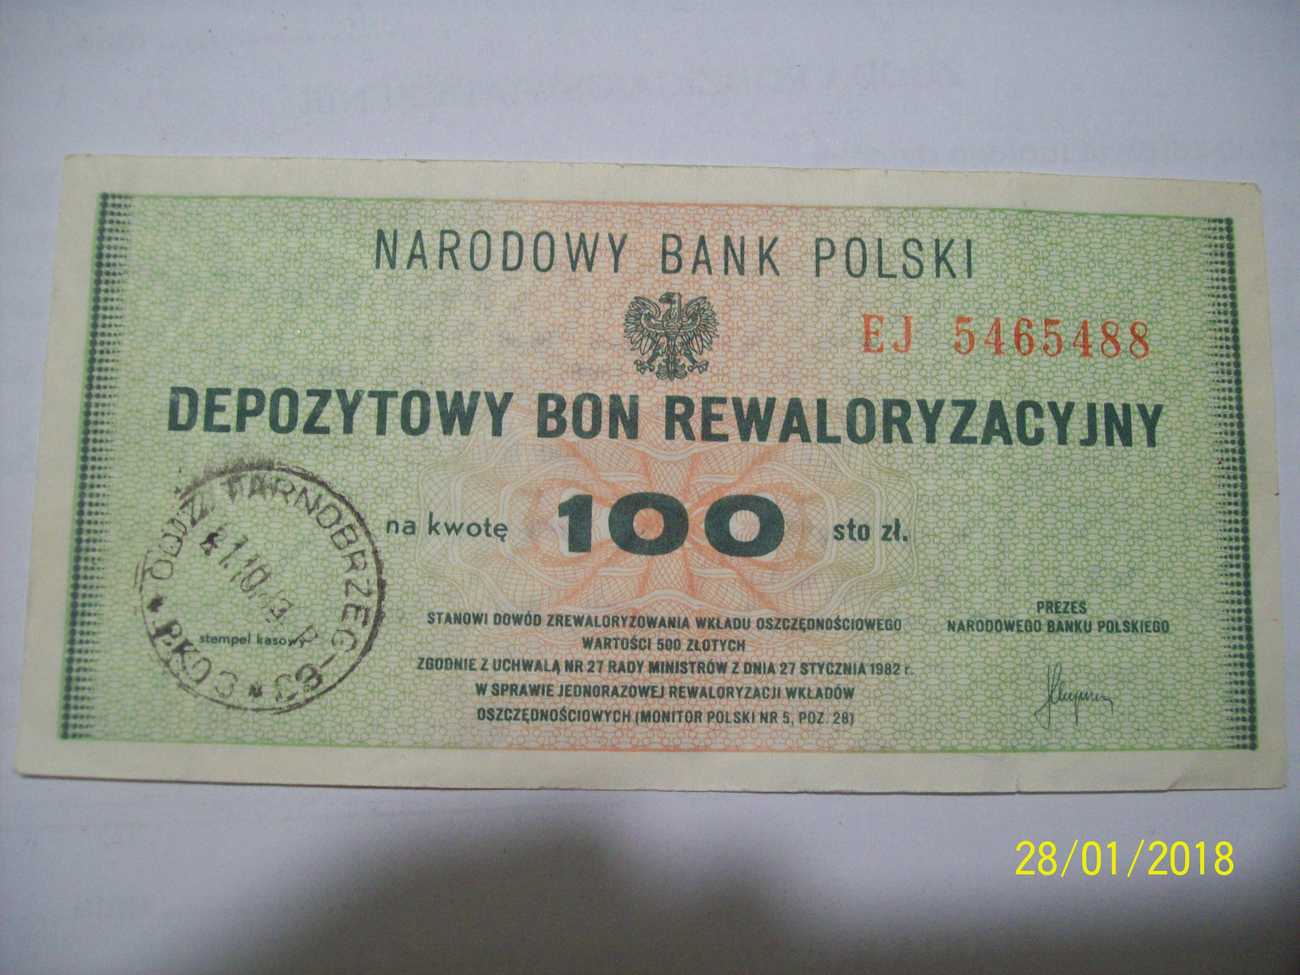 NARODOWY BANK POLSKI
EJ 5465488
DEPOZYTOWY BON REWALORYZACYJNY
na kwotę 100 sto zł.
ODDZ. TARNOBRZEG
stempel kasowy
STANOWI DOWÓD ZREWALORYZOWANIA WKŁADU OSZCZĘDNOŚCIOWEGO
WARTOŚCI 500 ZŁOTYCH
ZGODNIE Z UCHWAŁĄ NR 27 RADY MINISTRÓW Z DNIA 27 STYCZNIA 1982 r.
W SPRAWIE JEDNORAZOWEJ REWALORYZACJI WKŁADÓW
OSZCZĘDNOŚCIOWYCH (MONITOR POLSKI NR 5, POZ. 28)
PREZES
NARODOWEGO BANKU POLSKIEGO
28/01/2018